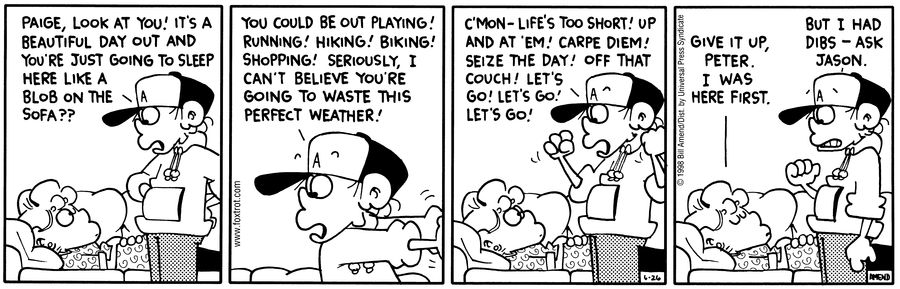 PAIGE, LOOK AT YOU! IT'S A
BEAUTIFUL DAY OUT AND
YOU'RE JUST GOING TO SLEEP
HERE LIKE A
BLOB ON THE
SOFA??
A
YOU COULD BE OUT PLAYING!
RUNNING! HIKING! BIKING!
SHOPPING! SERIOUSLY, I
CAN'T BELIEVE YOU'RE
GOING TO WASTE THIS
PERFECT WEATHER!
A
www.foxtrot.com
C'MON - LIFE'S TOO SHORT! UP
AND AT 'EM! CARPE DIEM!
SEIZE THE DAY! OFF THAT
COUCH! LET'S
GO! LET'S GO!
LET'S GO!
A
6-26
© 1998 Bill Amend/Dist. by Universal Press Syndicate
GIVE IT UP,
PETER.
I WAS
HERE FIRST.
BUT I HAD
DIBS - ASK
JASON.
A
AMEND